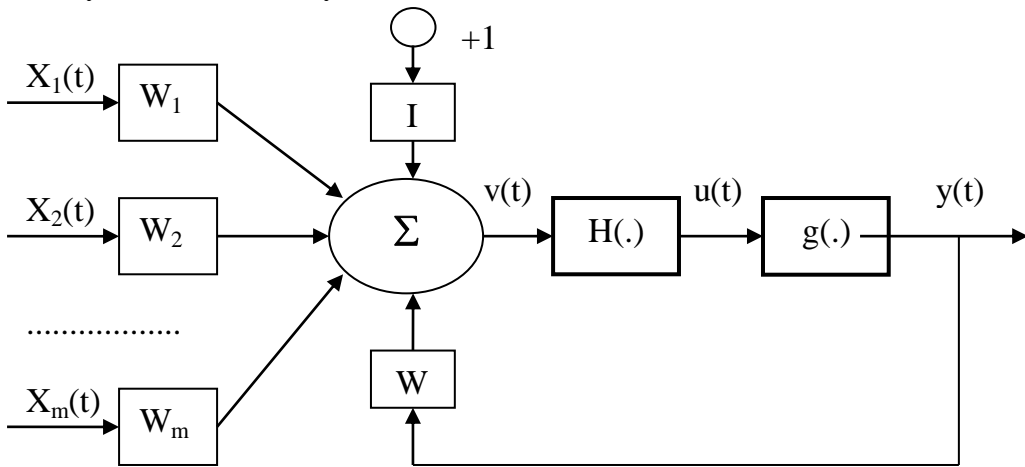 +1
X₁(t)
W₁
I
X₂(t)
W₂
Σ
v(t)
H(.)
u(t)
g(.)
y(t)
..................
Xₘ(t)
Wₘ
W